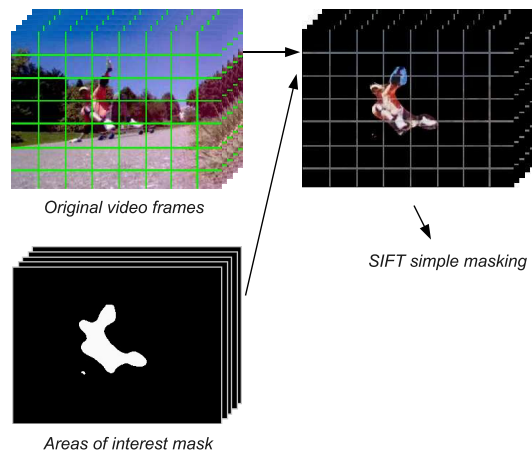 Original video frames
SIFT simple masking
Areas of interest mask